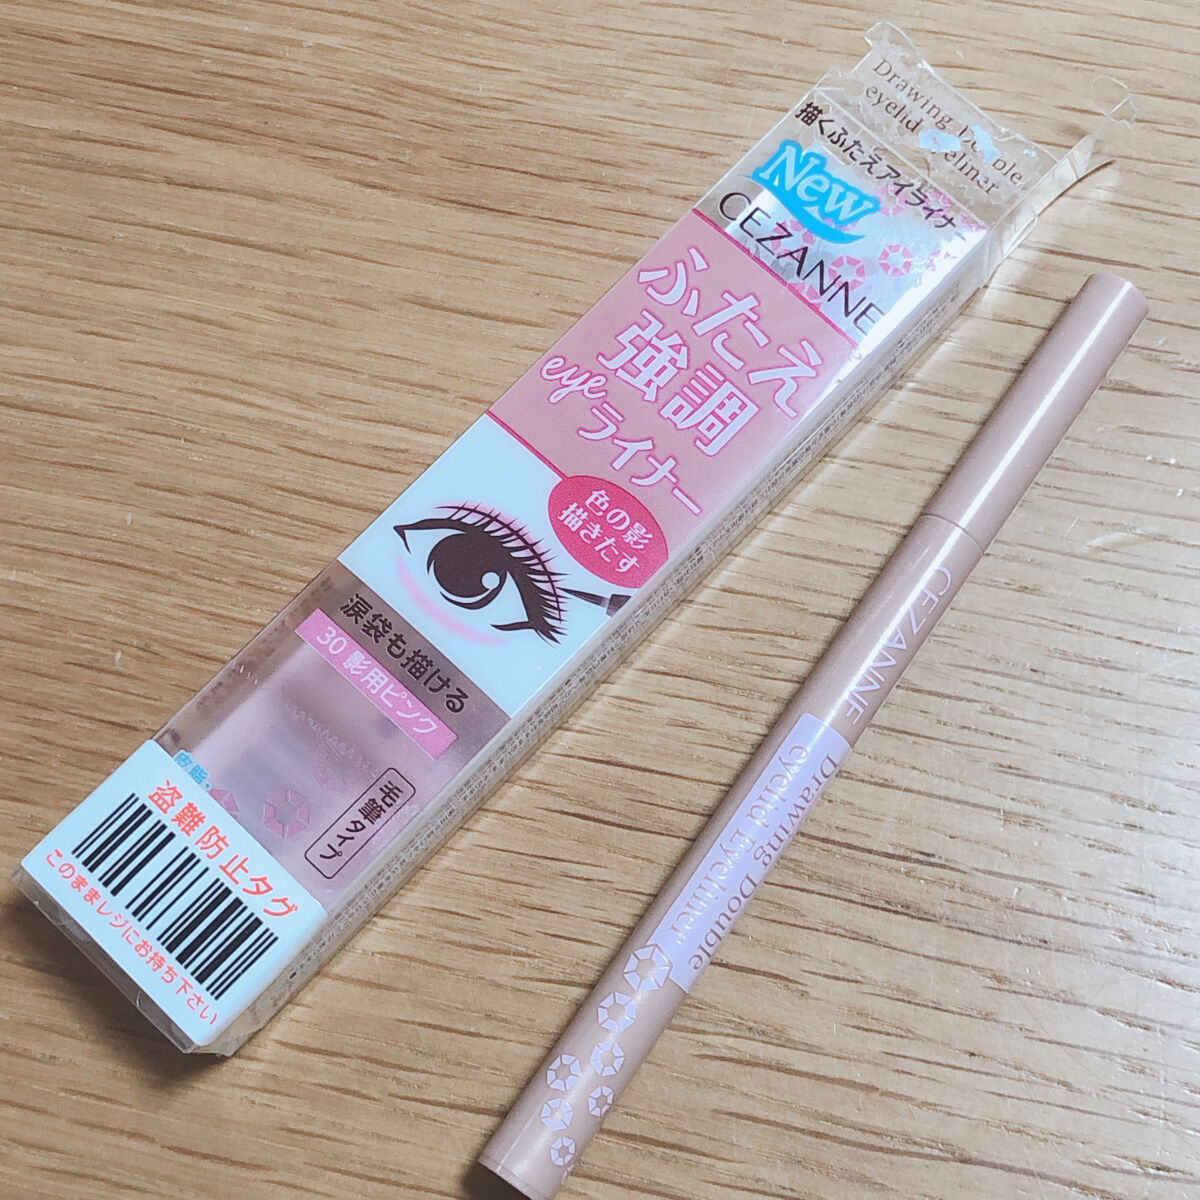 Drawing Double
eyelid eyeliner
描くふたえアイライナー
New
CEZANNE
ふたえ
強調
eyeライナー
色の影
描きたす
涙袋も描ける
30 影用ピンク
毛筆タイプ
皮脂
盗難防止タグ
このままレジにお持ち下さい
CEZANNE
Drawing Double
eyelid Eyeliner